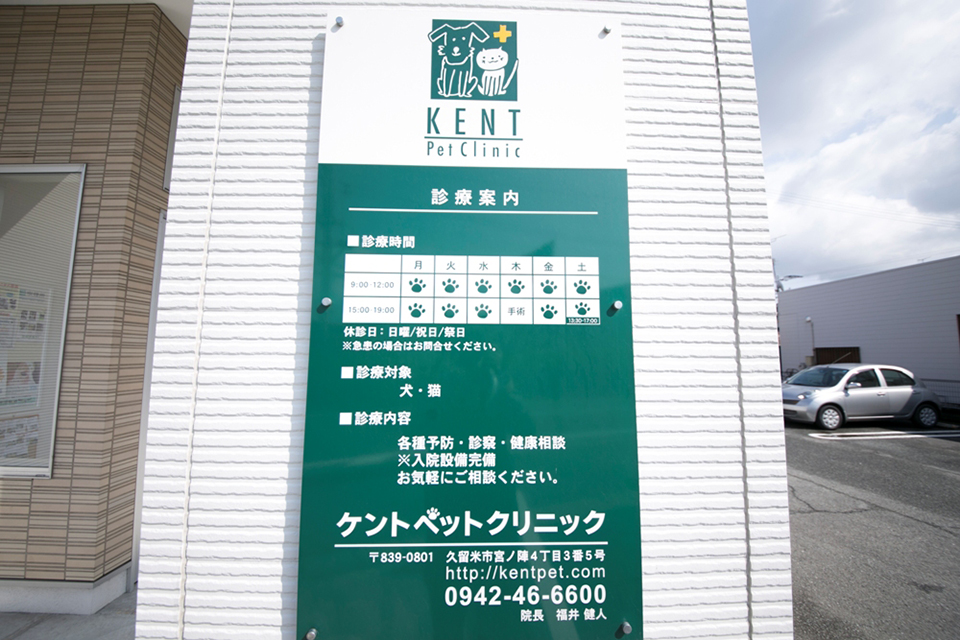 KENT
Pet Clinic
診療案内
■診療時間
月 火 水 木 金 土
9:00-12:00
15:00-19:00 手術
13:30-17:00
休診日：日曜/祝日/祭日
※急患の場合はお問合せください。
■診療対象
犬・猫
■診療内容
各種予防・診察・健康相談
※入院設備完備
お気軽にご相談ください。
ケントペットクリニック
〒839-0801 久留米市宮ノ陣4丁目3番5号
http://kentpet.com
0942-46-6600
院長 福井 健人